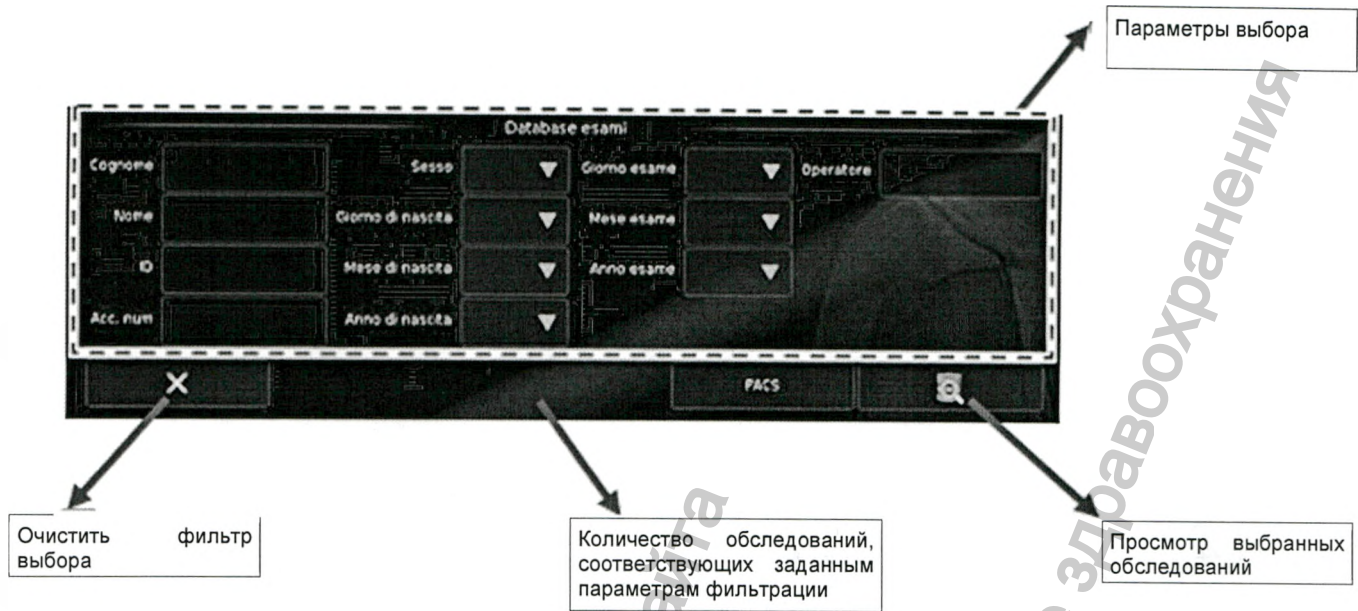 Параметры выбора
Database esami
Cognome Sesso Giorno esame Operatore
Nome Giorno di nascita Mese esame
ID Mese di nascita Anno esame
Acc. num Anno di nascita
PACS
Очистить фильтр
выбора
Количество обследований,
соответствующих заданным
параметрам фильтрации
Просмотр выбранных
обследований
айта
здравоохранения